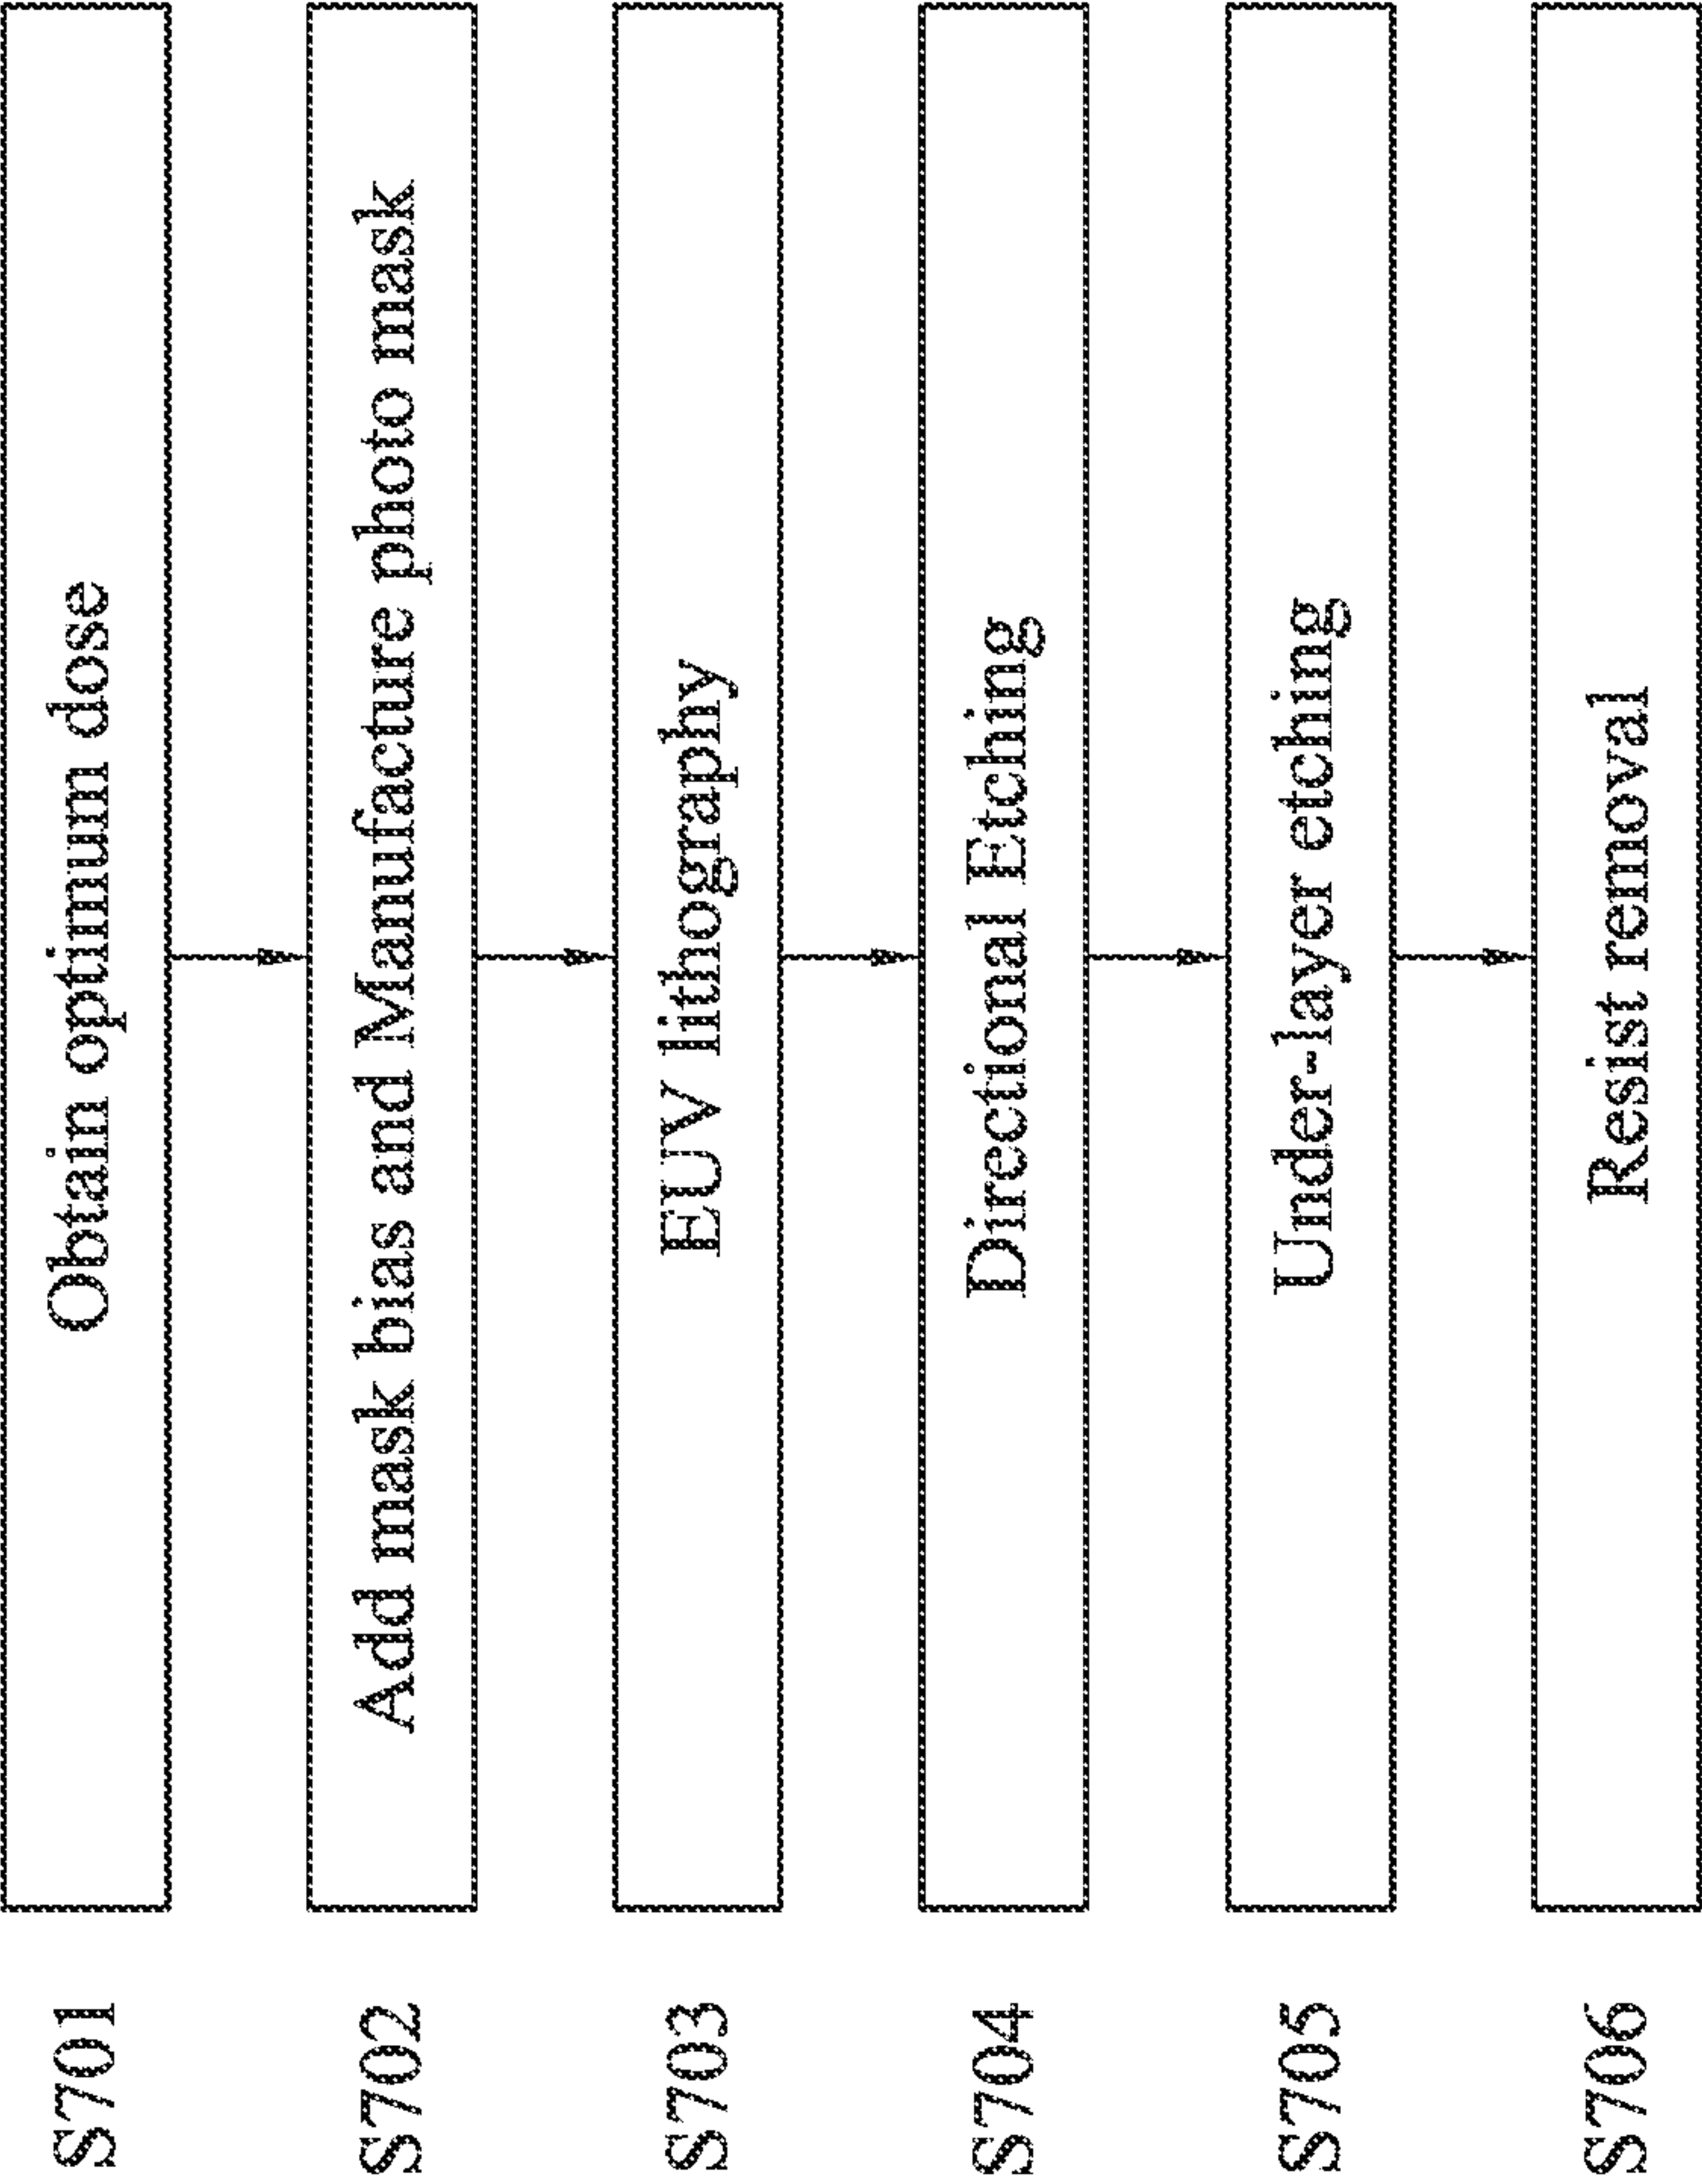 S701
Obtain optimum dose
S702
Add mask bias and Manufacture photo mask
S703
EUV lithography
S704
Directional Etching
S705
Under-layer etching
S706
Resist removal